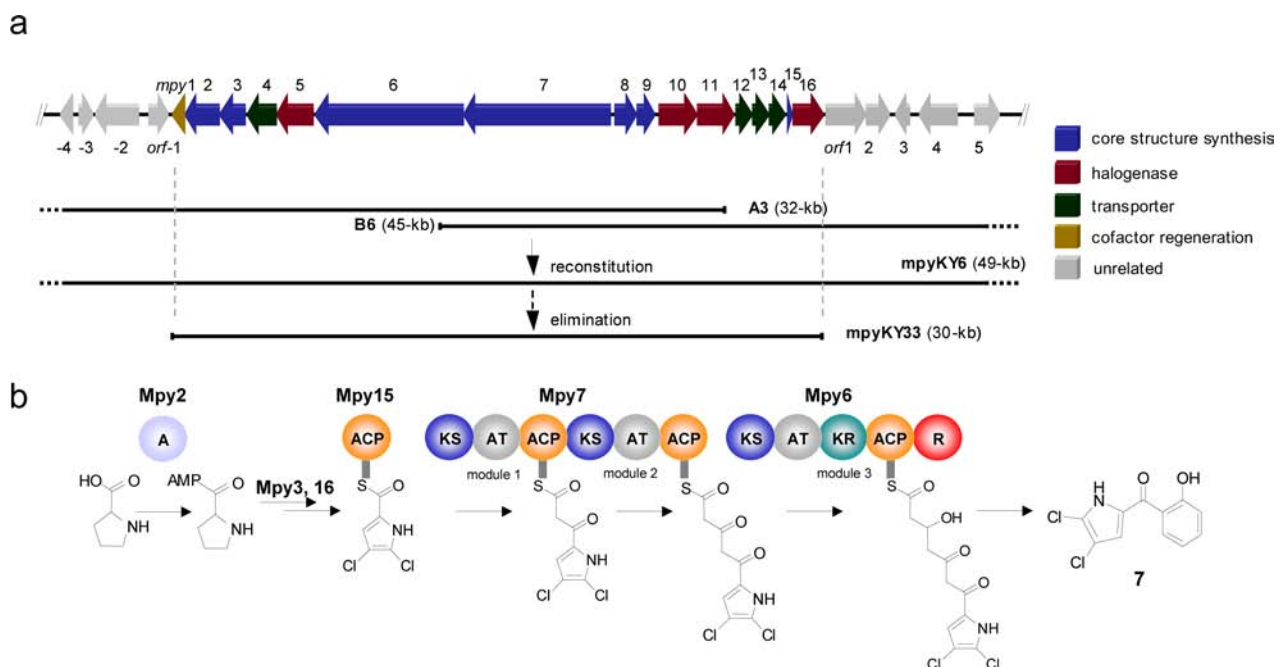 a
mpy1 2 3 4 5 6 7 8 9 10 11 12 13 14 15 16
-4 -3 -2 orf-1 orf1 2 3 4 5
core structure synthesis
halogenase
transporter
cofactor regeneration
unrelated
A3 (32-kb)
B6 (45-kb)
reconstitution
mpyKY6 (49-kb)
elimination
mpyKY33 (30-kb)
b
Mpy2 Mpy15 Mpy7 Mpy6
A ACP KS AT ACP KS AT ACP KS AT KR ACP R
module 1 module 2 module 3
HO O NH
AMP O NH
Mpy3, 16
S O NH Cl Cl
S O O NH Cl Cl
S O O O NH Cl Cl
S O OH O O NH Cl Cl
H N O OH Cl Cl
7